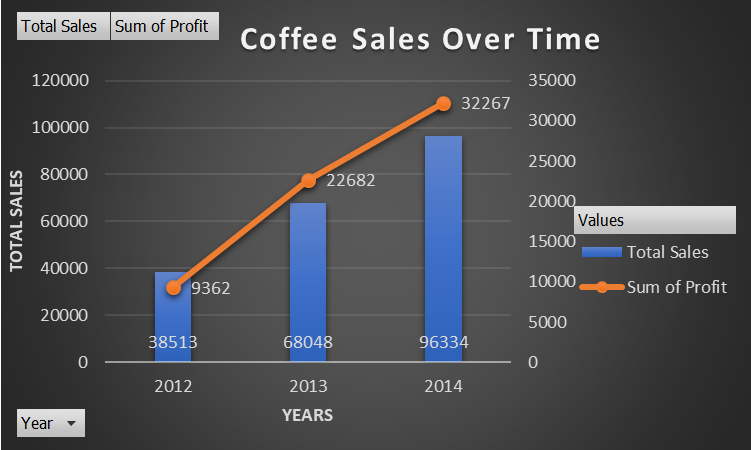 Total Sales Sum of Profit
Coffee Sales Over Time
120000
100000
80000
60000
40000
20000
0
TOTAL SALES
35000
30000
25000
20000
15000
10000
5000
0
32267
22682
9362
38513 68048 96334
2012 2013 2014
YEARS
Values
Total Sales
Sum of Profit
Year